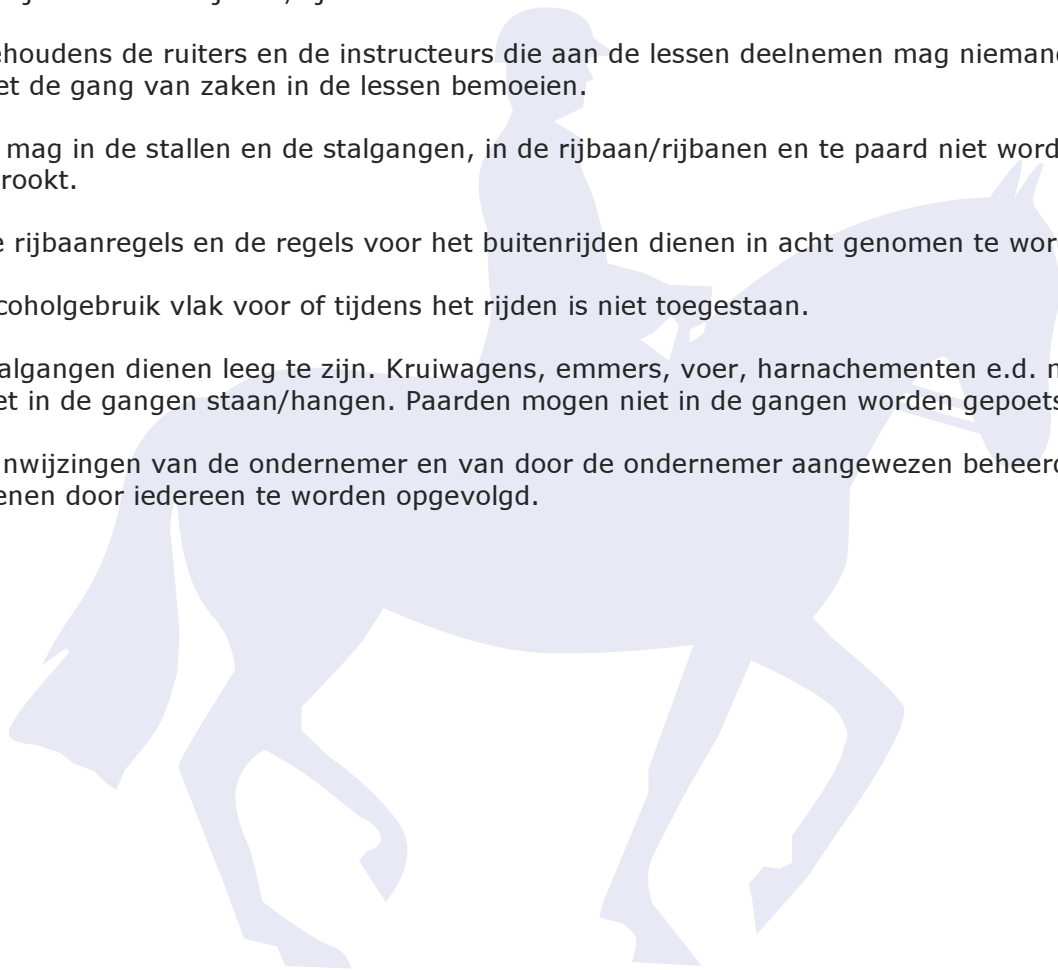 ehoudens de ruiters en de instructeurs die aan de lessen deelnemen mag niemand
et de gang van zaken in de lessen bemoeien.
mag in de stallen en de stalgangen, in de rijbaan/rijbanen en te paard niet word
rookt.
e rijbaanregels en de regels voor het buitenrijden dienen in acht genomen te wor
coholgebruik vlak voor of tijdens het rijden is niet toegestaan.
algangen dienen leeg te zijn. Kruiwagens, emmers, voer, harnachementen e.d. m
et in de gangen staan/hangen. Paarden mogen niet in de gangen worden gepoets
nwijzingen van de ondernemer en van door de ondernemer aangewezen beheerd
enen door iedereen te worden opgevolgd.